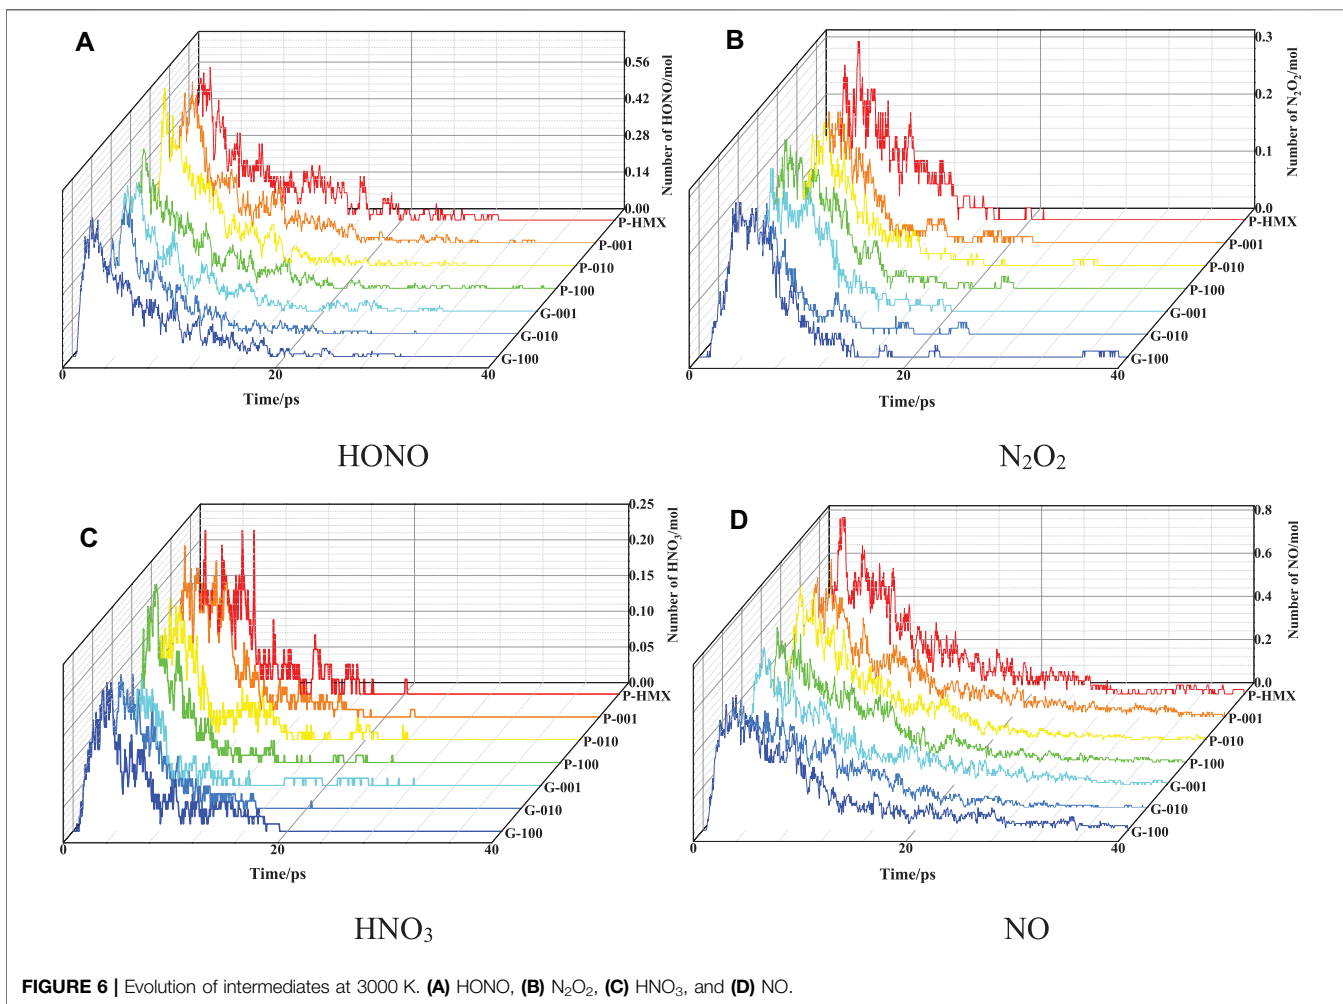 A
0.56
0.42
0.28
0.14
0.00
Number of HONO/mol
P-HMX
P-001
P-010
P-100
G-001
G-010
G-100
0
20
40
Time/ps
HONO
B
0.3
0.2
0.1
0.0
Number of N₂O₂/mol
P-HMX
P-001
P-010
P-100
G-001
G-010
G-100
0
20
40
Time/ps
N₂O₂
C
0.25
0.20
0.15
0.10
0.05
0.00
Number of HNO₃/mol
P-HMX
P-001
P-010
P-100
G-001
G-010
G-100
0
20
40
Time/ps
HNO₃
D
0.8
0.6
0.4
0.2
0.0
Number of NO/mol
P-HMX
P-001
P-010
P-100
G-001
G-010
G-100
0
20
40
Time/ps
NO
FIGURE 6 | Evolution of intermediates at 3000 K. (A) HONO, (B) N₂O₂, (C) HNO₃, and (D) NO.